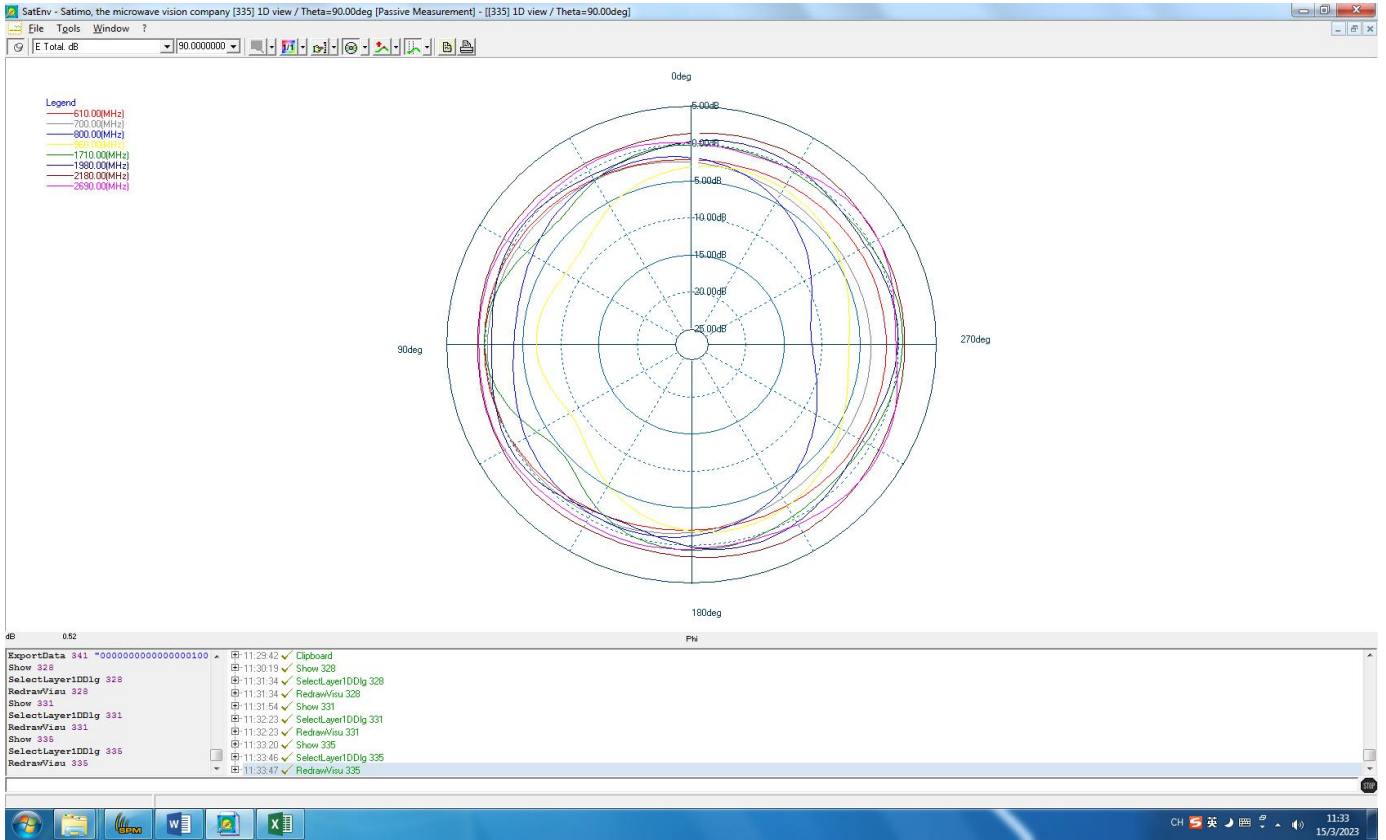 SatEnv - Satimo, the microwave vision company [335] 1D view / Theta=90.00deg [Passive Measurement] - [[335] 1D view / Theta=90.00deg]
File Tools Window ?
E Total. dB 90.0000000
0deg
Legend
610.00(MHz)
700.00(MHz)
800.00(MHz)
960.00(MHz)
1710.00(MHz)
1980.00(MHz)
2180.00(MHz)
2690.00(MHz)
5.00dB
0.00dB
-5.00dB
-10.00dB
-15.00dB
-20.00dB
-25.00dB
90deg
270deg
180deg
dB 0.52 Phi
ExportData 341 "0000000000000000100
Show 328
SelectLayer1DDlg 328
RedrawVisu 328
Show 331
SelectLayer1DDlg 331
RedrawVisu 331
Show 335
SelectLayer1DDlg 335
RedrawVisu 335
11:29:42 Clipboard
11:30:19 Show 328
11:31:34 SelectLayer1DDlg 328
11:31:34 RedrawVisu 328
11:31:54 Show 331
11:32:23 SelectLayer1DDlg 331
11:32:23 RedrawVisu 331
11:33:20 Show 335
11:33:46 SelectLayer1DDlg 335
11:33:47 RedrawVisu 335
STOP
SPM
CH 英 11:33
15/3/2023